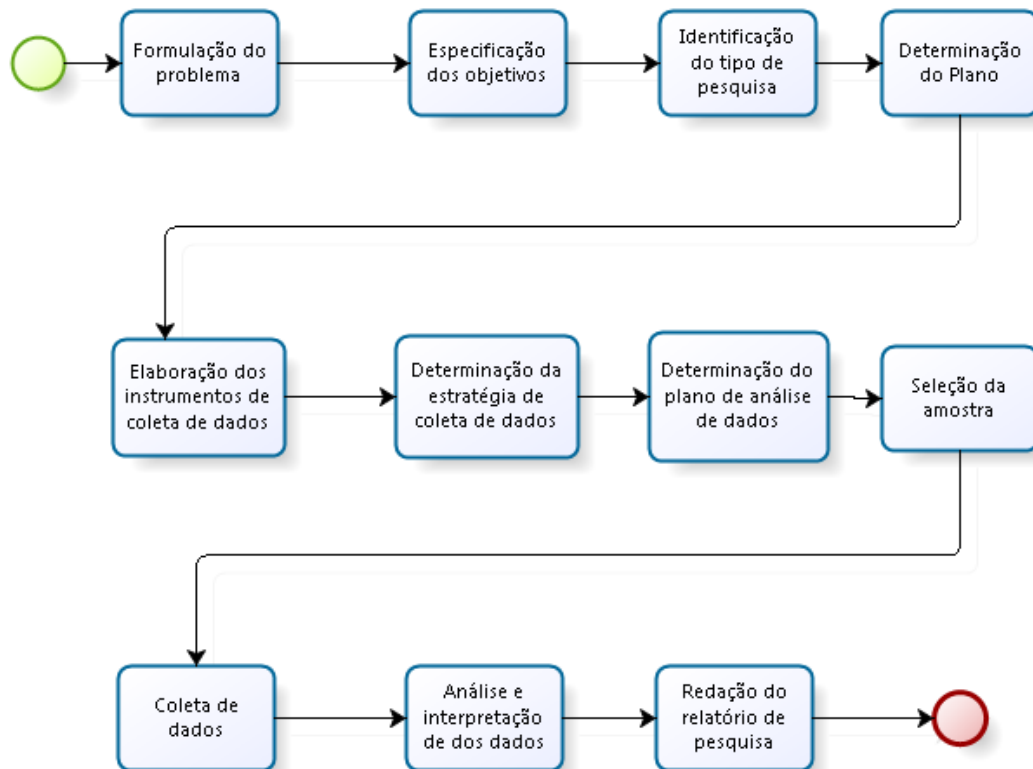 Formulação do
problema
Especificação
dos objetivos
Identificação
do tipo de
pesquisa
Determinação
do Plano
Elaboração dos
instrumentos de
coleta de dados
Determinação da
estratégia de
coleta de dados
Determinação do
plano de análise
de dados
Seleção da
amostra
Coleta de
dados
Análise e
interpretação
de dos dados
Redação do
relatório de
pesquisa